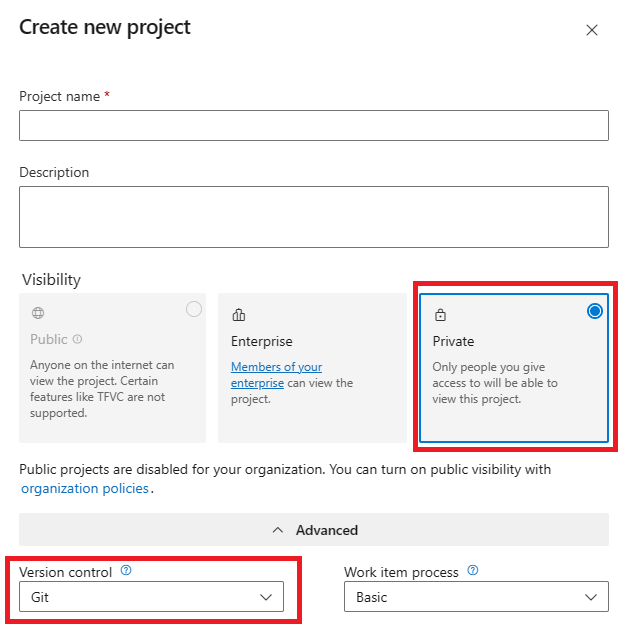 Create new project
Project name *
Description
Visibility
Public
Anyone on the internet can
view the project. Certain
features like TFVC are not
supported.
Enterprise
Members of your
enterprise can view the
project.
Private
Only people you give
access to will be able to
view this project.
Public projects are disabled for your organization. You can turn on public visibility with
organization policies.
Advanced
Version control
Git
Work item process
Basic